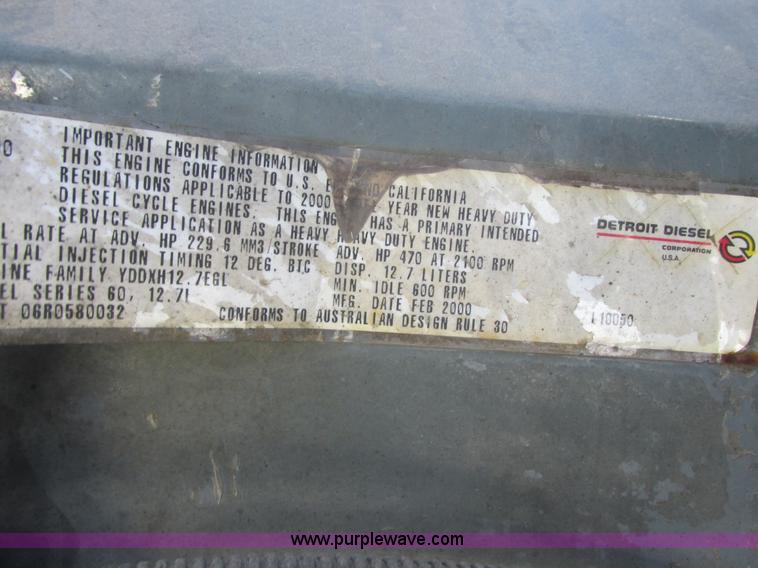 0
IMPORTANT ENGINE INFORMATION
THIS ENGINE CONFORMS TO U.S. E ND CALIFORNIA
REGULATIONS APPLICABLE TO 2000 YEAR NEW HEAVY DUTY
DIESEL CYCLE ENGINES. THIS ENG HAS A PRIMARY INTENDED
SERVICE APPLICATION AS A HEAVY HEAVY DUTY ENGINE.
L RATE AT ADV. HP 229.6 MM3/STROKE ADV. HP 470 AT 2100 RPM
TIAL INJECTION TIMING 12 DEG. BTC DISP. 12.7 LITERS
INE FAMILY YDDXH12.7EGL MIN. IDLE 600 RPM
EL SERIES 60, 12.7l MFG. DATE FEB 2000
T 06R0580032 CONFORMS TO AUSTRALIAN DESIGN RULE 30
DETROIT DIESEL
CORPORATION
U.S.A.
110050
www.purplewave.com